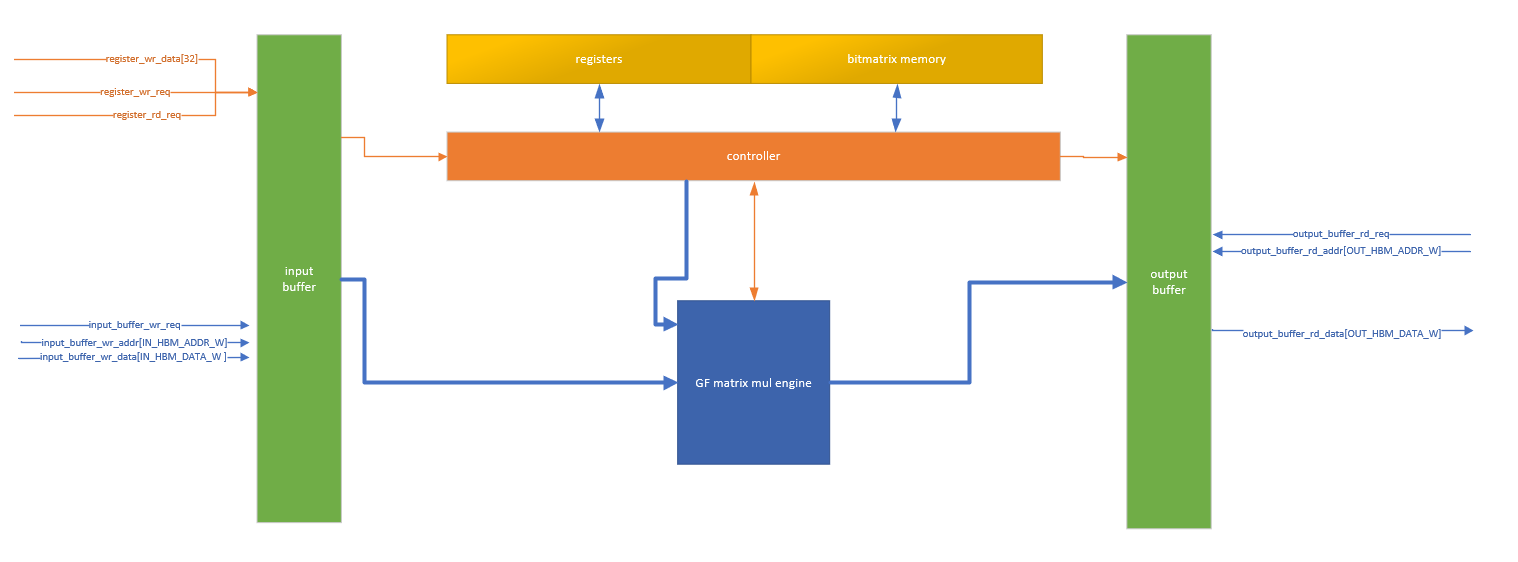 register_wr_data[32]
register_wr_req
register_rd_req
registers
bitmatrix memory
controller
input
buffer
output
buffer
output_buffer_rd_req
output_buffer_rd_addr[OUT_HBM_ADDR_W]
output_buffer_rd_data[OUT_HBM_DATA_W]
input_buffer_wr_req
input_buffer_wr_addr[IN_HBM_ADDR_W]
input_buffer_wr_data[IN_HBM_DATA_W ]
GF matrix mul engine